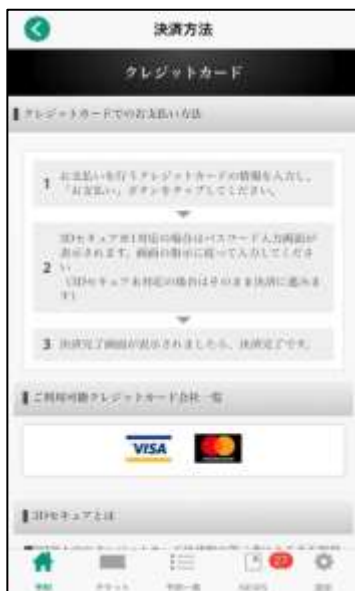 決済方法
クレジットカード
クレジットカードでのお支払い方法
1 お支払いを行うクレジットカードの情報を入力し、
「お支払い」ボタンをタップしてください。
2 3Dセキュア※1対応の場合はパスワード入力画面が
表示されます。画面の指示に従って入力してくださ
い
(3Dセキュア未対応の場合はそのまま決済に進みま
す)
3 決済完了画面が表示されましたら、決済完了です。
ご利用可能クレジットカード会社一覧
VISA
3Dセキュアとは
27
NEWS